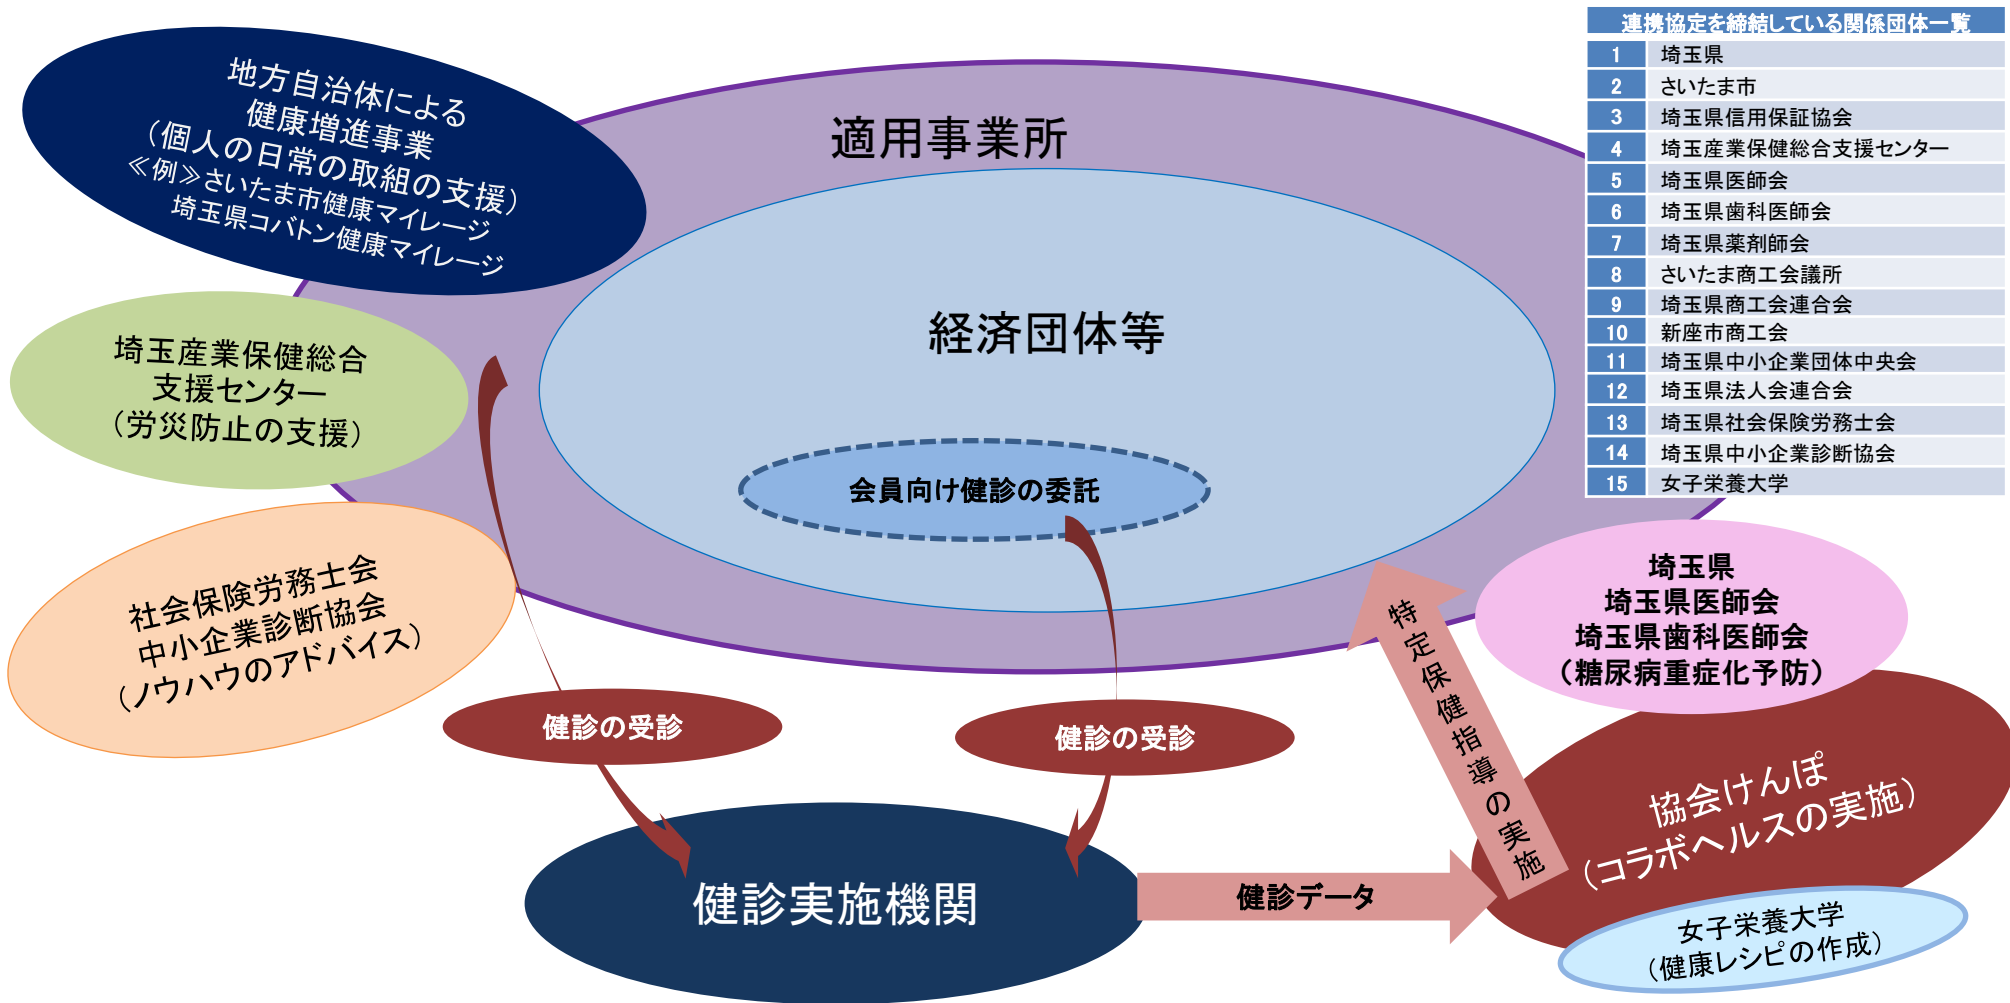 地方自治体による
健康増進事業
（個人の日常の取組の支援）
≪例≫さいたま市健康マイレージ
埼玉県コバトン健康マイレージ
適用事業所
経済団体等
会員向け健診の委託
埼玉産業保健総合
支援センター
（労災防止の支援）
社会保険労務士会
中小企業診断協会
（ノウハウのアドバイス）
連携協定を締結している関係団体一覧
1 埼玉県
2 さいたま市
3 埼玉県信用保証協会
4 埼玉産業保健総合支援センター
5 埼玉県医師会
6 埼玉県歯科医師会
7 埼玉県薬剤師会
8 さいたま商工会議所
9 埼玉県商工会連合会
10 新座市商工会
11 埼玉県中小企業団体中央会
12 埼玉県法人会連合会
13 埼玉県社会保険労務士会
14 埼玉県中小企業診断協会
15 女子栄養大学
埼玉県
埼玉県医師会
埼玉県歯科医師会
（糖尿病重症化予防）
特定保健指導の実施
健診の受診
健診の受診
協会けんぽ
（コラボヘルスの実施）
健診実施機関
健診データ
女子栄養大学
（健康レシピの作成）